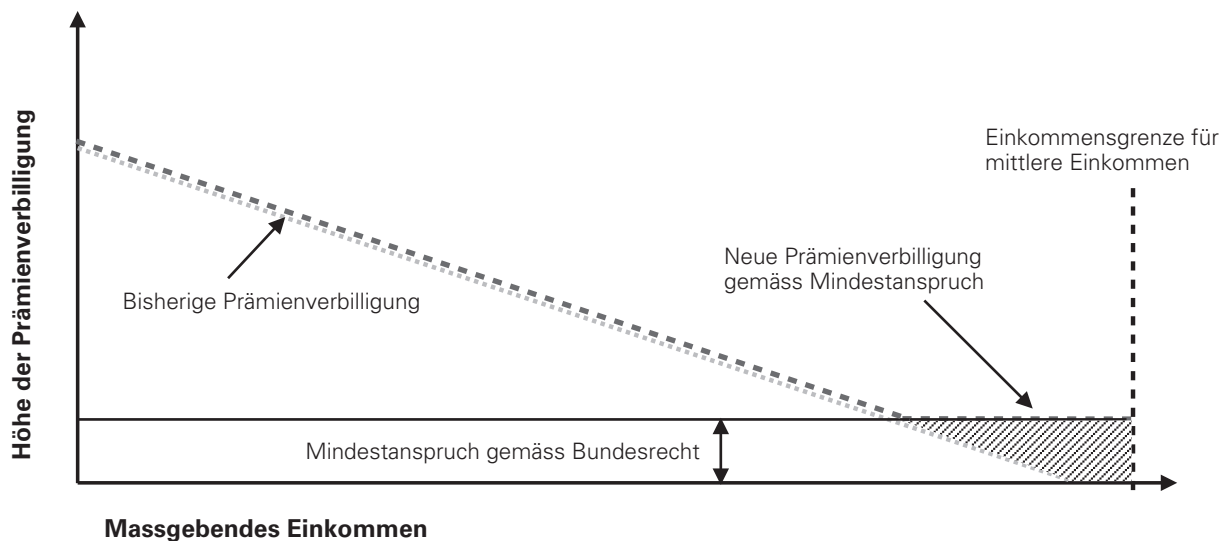 Höhe der Prämienverbilligung
Einkommensgrenze für
mittlere Einkommen
Neue Prämienverbilligung
gemäss Mindestanspruch
Bisherige Prämienverbilligung
Mindestanspruch gemäss Bundesrecht
Massgebendes Einkommen